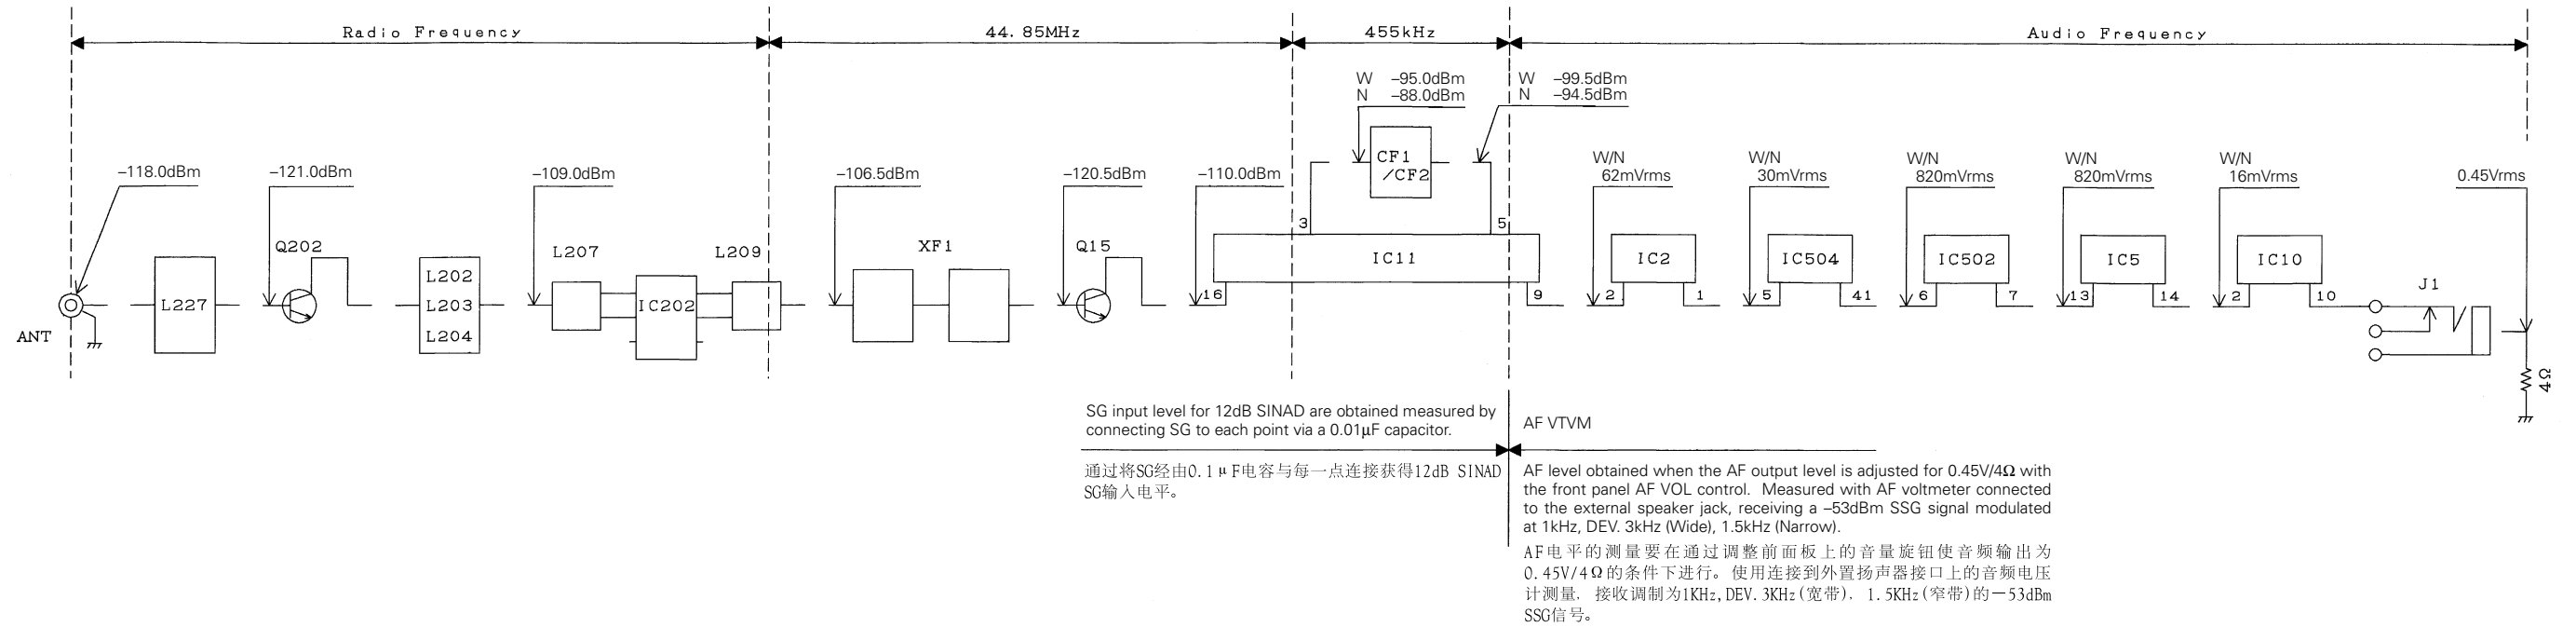 Radio Frequency
44.85MHz
455kHz
Audio Frequency
W –95.0dBm
N –88.0dBm
W –99.5dBm
N –94.5dBm
–118.0dBm
–121.0dBm
–109.0dBm
–106.5dBm
–120.5dBm
–110.0dBm
W/N
62mVrms
W/N
30mVrms
W/N
820mVrms
W/N
820mVrms
W/N
16mVrms
0.45Vrms
ANT
L227
Q202
L202
L203
L204
L207
IC202
L209
XF1
Q15
CF1
/CF2
3
5
IC11
16
9
IC2
2
1
IC504
5
41
IC502
6
7
IC5
13
14
IC10
2
10
J1
4Ω
SG input level for 12dB SINAD are obtained measured by
connecting SG to each point via a 0.01µF capacitor.
通过将SG经由0.1μF电容与每一点连接获得12dB SINAD
SG输入电平。
AF VTVM
AF level obtained when the AF output level is adjusted for 0.45V/4Ω with
the front panel AF VOL control. Measured with AF voltmeter connected
to the external speaker jack, receiving a –53dBm SSG signal modulated
at 1kHz, DEV. 3kHz (Wide), 1.5kHz (Narrow).
AF电平的测量要在通过调整前面板上的音量旋钮使音频输出为
0.45V/4Ω的条件下进行。使用连接到外置扬声器接口上的音频电压
计测量，接收调制为1KHz,DEV.3KHz(宽带)，1.5KHz(窄带)的－53dBm
SSG信号。